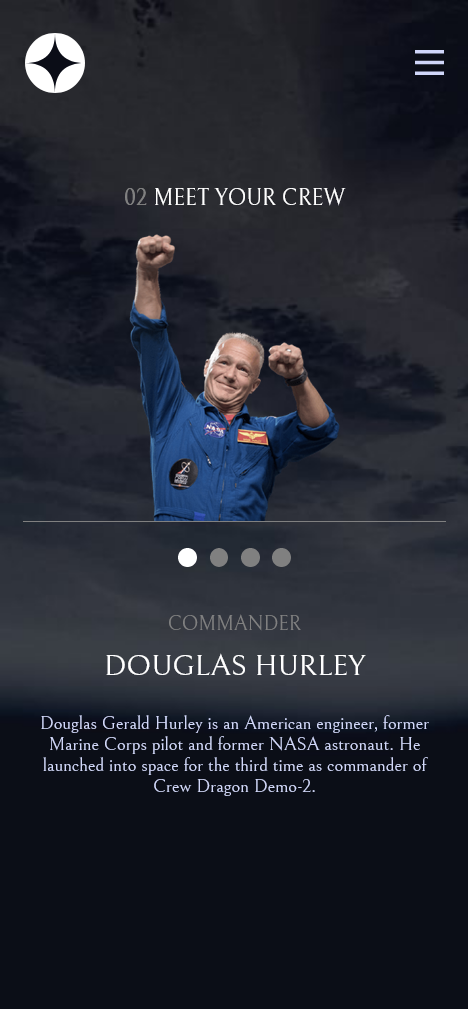 02 MEET YOUR CREW
NASA
COMMANDER
DOUGLAS HURLEY
Douglas Gerald Hurley is an American engineer, former
Marine Corps pilot and former NASA astronaut. He
launched into space for the third time as commander of
Crew Dragon Demo-2.